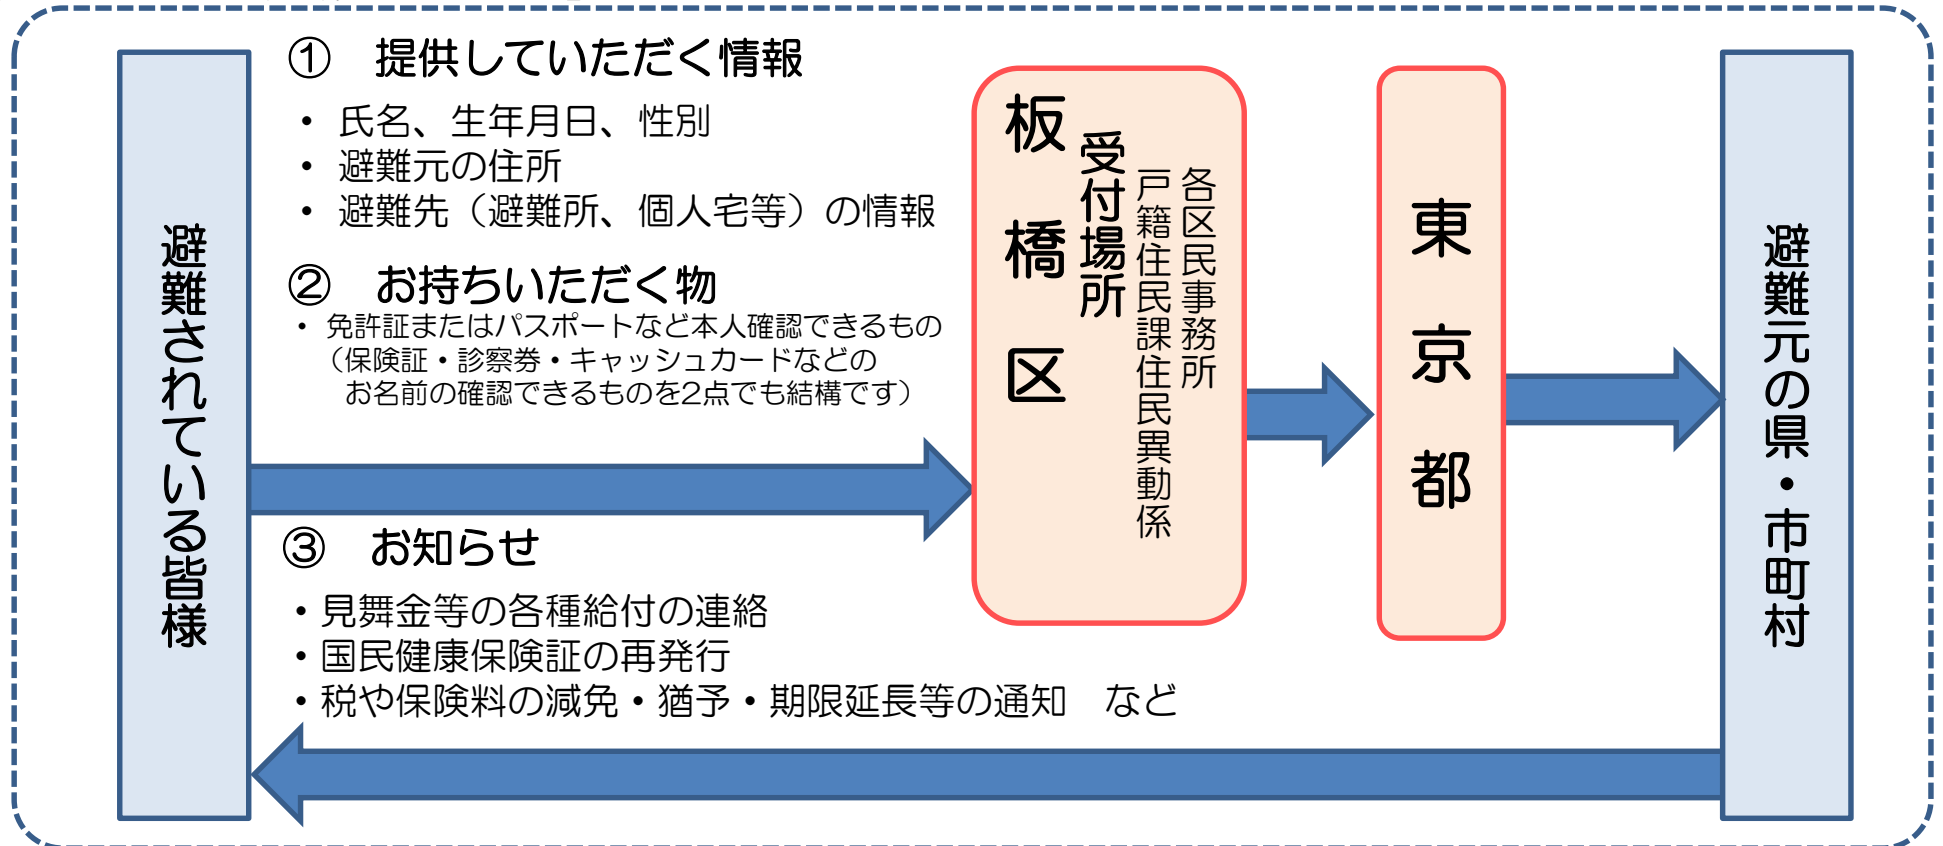 避難されている皆様
① 提供していただく情報
・ 氏名、生年月日、性別
・ 避難元の住所
・ 避難先（避難所、個人宅等）の情報
② お持ちいただく物
・ 免許証またはパスポートなど本人確認できるもの
（保険証・診察券・キャッシュカードなどの
お名前の確認できるものを2点でも結構です）
③ お知らせ
・見舞金等の各種給付の連絡
・国民健康保険証の再発行
・税や保険料の減免・猶予・期限延長等の通知 など
板橋区
受付場所
戸籍住民課住民異動係
各区民事務所
東京都
避難元の県・市町村